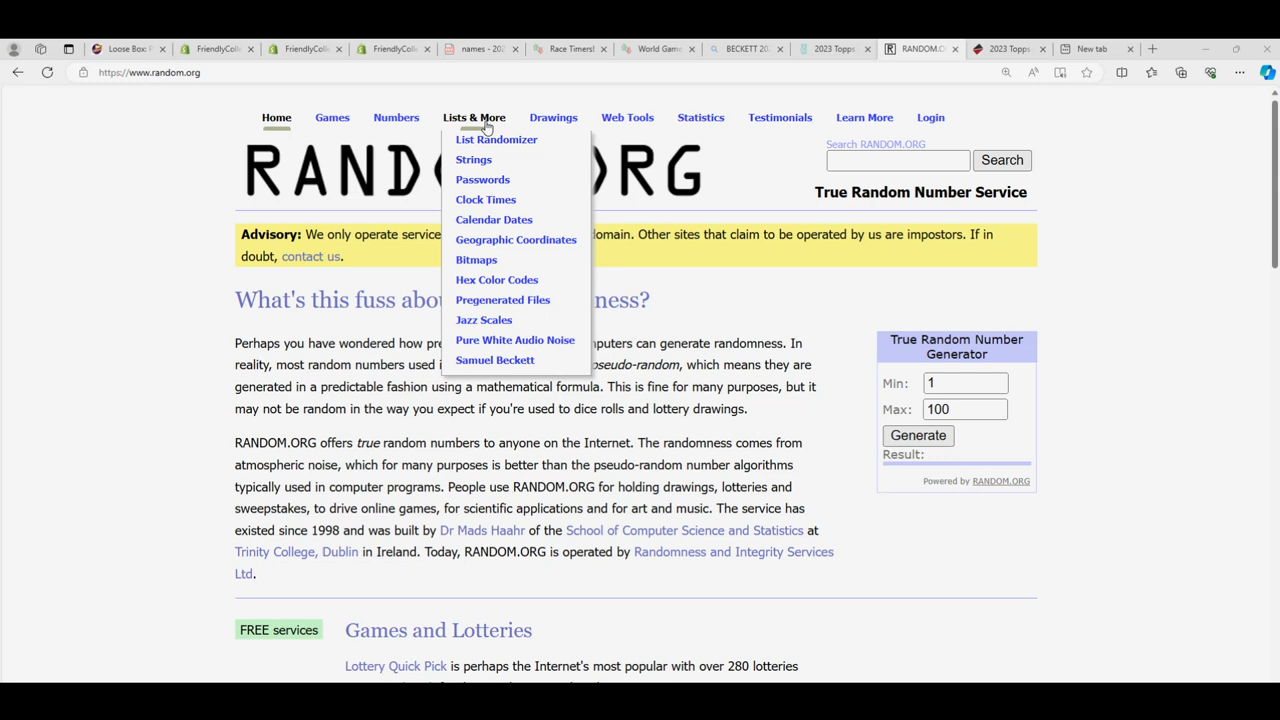 Loose Box: P
FriendlyColl
FriendlyColl
FriendlyColl
names - 202
Race Timers!
World Game
BECKETT 202
2023 Topps
RANDOM.O
2023 Topps
New tab
https://www.random.org
Home Games Numbers Lists & More Drawings Web Tools Statistics Testimonials Learn More Login
List Randomizer
Strings
Passwords
Clock Times
Calendar Dates
Geographic Coordinates
Bitmaps
Hex Color Codes
Pregenerated Files
Jazz Scales
Pure White Audio Noise
Samuel Beckett
RAND RG
Search RANDOM.ORG
Search
True Random Number Service
Advisory: We only operate service domain. Other sites that claim to be operated by us are impostors. If in
doubt, contact us.
What's this fuss abo ness?
Perhaps you have wondered how pre puters can generate randomness. In
reality, most random numbers used i pseudo-random, which means they are
generated in a predictable fashion using a mathematical formula. This is fine for many purposes, but it
may not be random in the way you expect if you're used to dice rolls and lottery drawings.
RANDOM.ORG offers true random numbers to anyone on the Internet. The randomness comes from
atmospheric noise, which for many purposes is better than the pseudo-random number algorithms
typically used in computer programs. People use RANDOM.ORG for holding drawings, lotteries and
sweepstakes, to drive online games, for scientific applications and for art and music. The service has
existed since 1998 and was built by Dr Mads Haahr of the School of Computer Science and Statistics at
Trinity College, Dublin in Ireland. Today, RANDOM.ORG is operated by Randomness and Integrity Services
Ltd.
True Random Number
Generator
Min: 1
Max: 100
Generate
Result:
Powered by RANDOM.ORG
FREE services
Games and Lotteries
Lottery Quick Pick is perhaps the Internet's most popular with over 280 lotteries